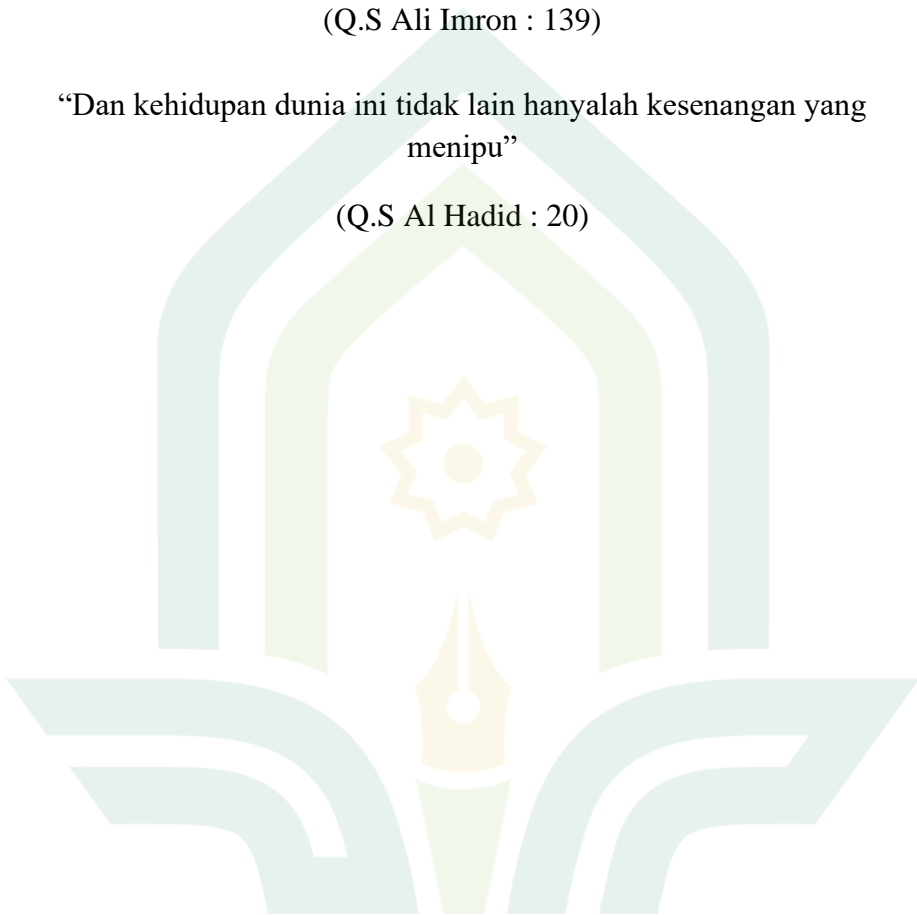 (Q.S Ali Imron : 139)
“Dan kehidupan dunia ini tidak lain hanyalah kesenangan yang
menipu”
(Q.S Al Hadid : 20)